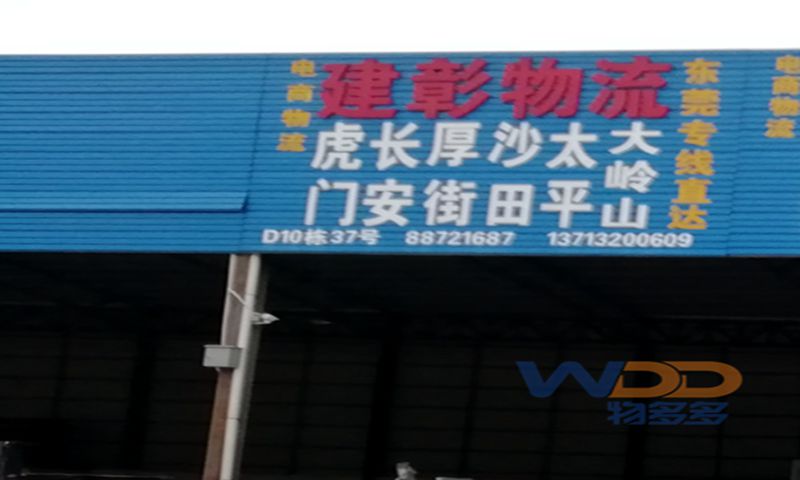 电商物流
建彰物流
虎长厚沙太大岭山
门安街田平
东莞专线直达
电商物流
D10栋37号 88721687 13713200609
WDD
物多多